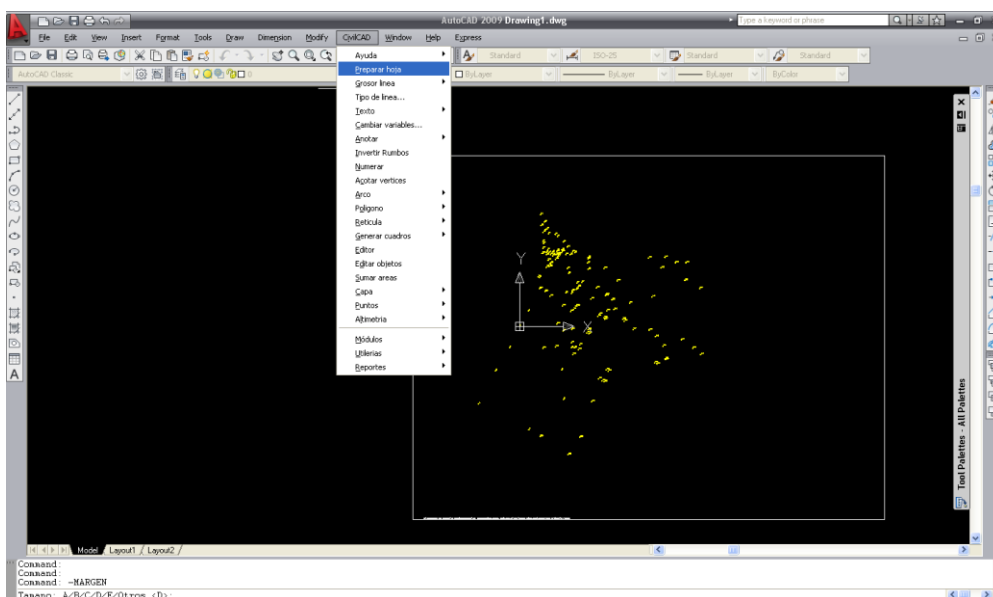 AutoCAD 2009 Drawing1.dwg
Type a keyword or phrase
File Edit View Insert Format Tools Draw Dimension Modify CivilCAD Window Help Express
Standard ISO-25 Standard Standard
AutoCAD Classic ByLayer ByLayer ByLayer ByColor
Ayuda
Preparar hoja
Grosor linea
Tipo de linea...
Texto
Cambiar variables...
Anotar
Invertir Rumbos
Numerar
Acotar vertices
Arco
Poligono
Reticula
Generar cuadros
Editor
Editar objetos
Sumar areas
Capa
Puntos
Altimetria
Módulos
Utilerias
Reportes
Y
X
A
Tool Palettes - All Palettes
Model Layout1 Layout2
Command:
Command:
Command: -MARGEN
Tamano: A/B/C/D/E/Otros <D>: